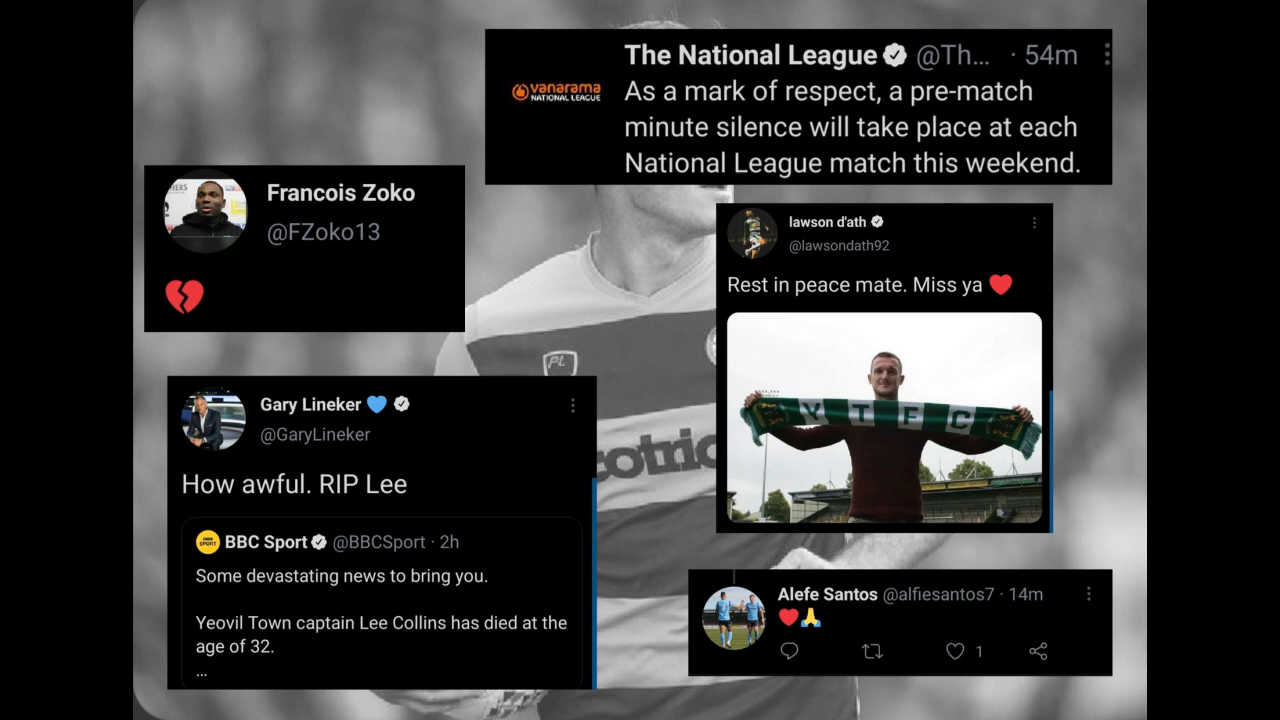 The National League @Th... · 54m
vanarama
NATIONAL LEAGUE
As a mark of respect, a pre-match
minute silence will take place at each
National League match this weekend.
Francois Zoko
@FZoko13
💔
lawson d'ath
@lawsondath92
Rest in peace mate. Miss ya ❤️
Y T F C
PL
Gary Lineker 💙
@GaryLineker
How awful. RIP Lee
BBC Sport @BBCSport · 2h
SPORT
Some devastating news to bring you.
Yeovil Town captain Lee Collins has died at the
age of 32.
...
Alefe Santos @alfiesantos7 · 14m
❤️🙏
1